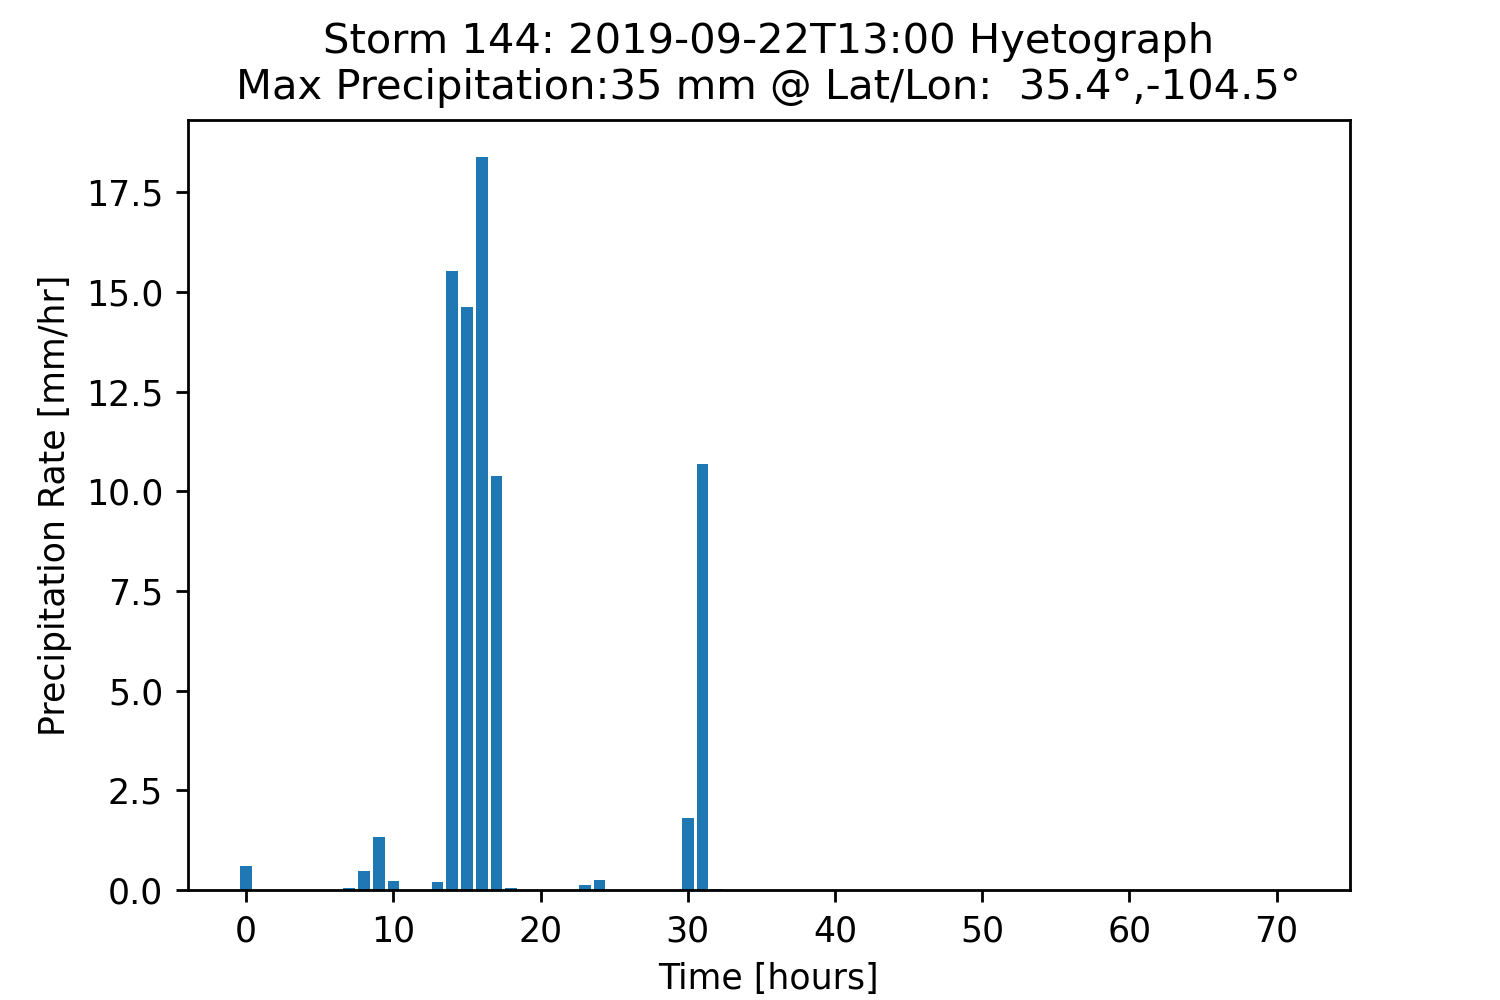 Storm 144: 2019-09-22T13:00 Hyetograph
Max Precipitation:35 mm @ Lat/Lon:  35.4°,-104.5°
Precipitation Rate [mm/hr]
17.5
15.0
12.5
10.0
7.5
5.0
2.5
0.0
0 10 20 30 40 50 60 70
Time [hours]